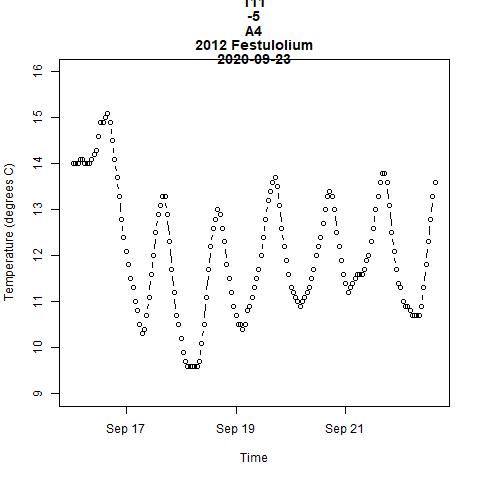 T11
-5
A4
2012 Festulolium
2020-09-23
Temperature (degrees C)
16
15
14
13
12
11
10
9
Sep 17
Sep 19
Sep 21
Time